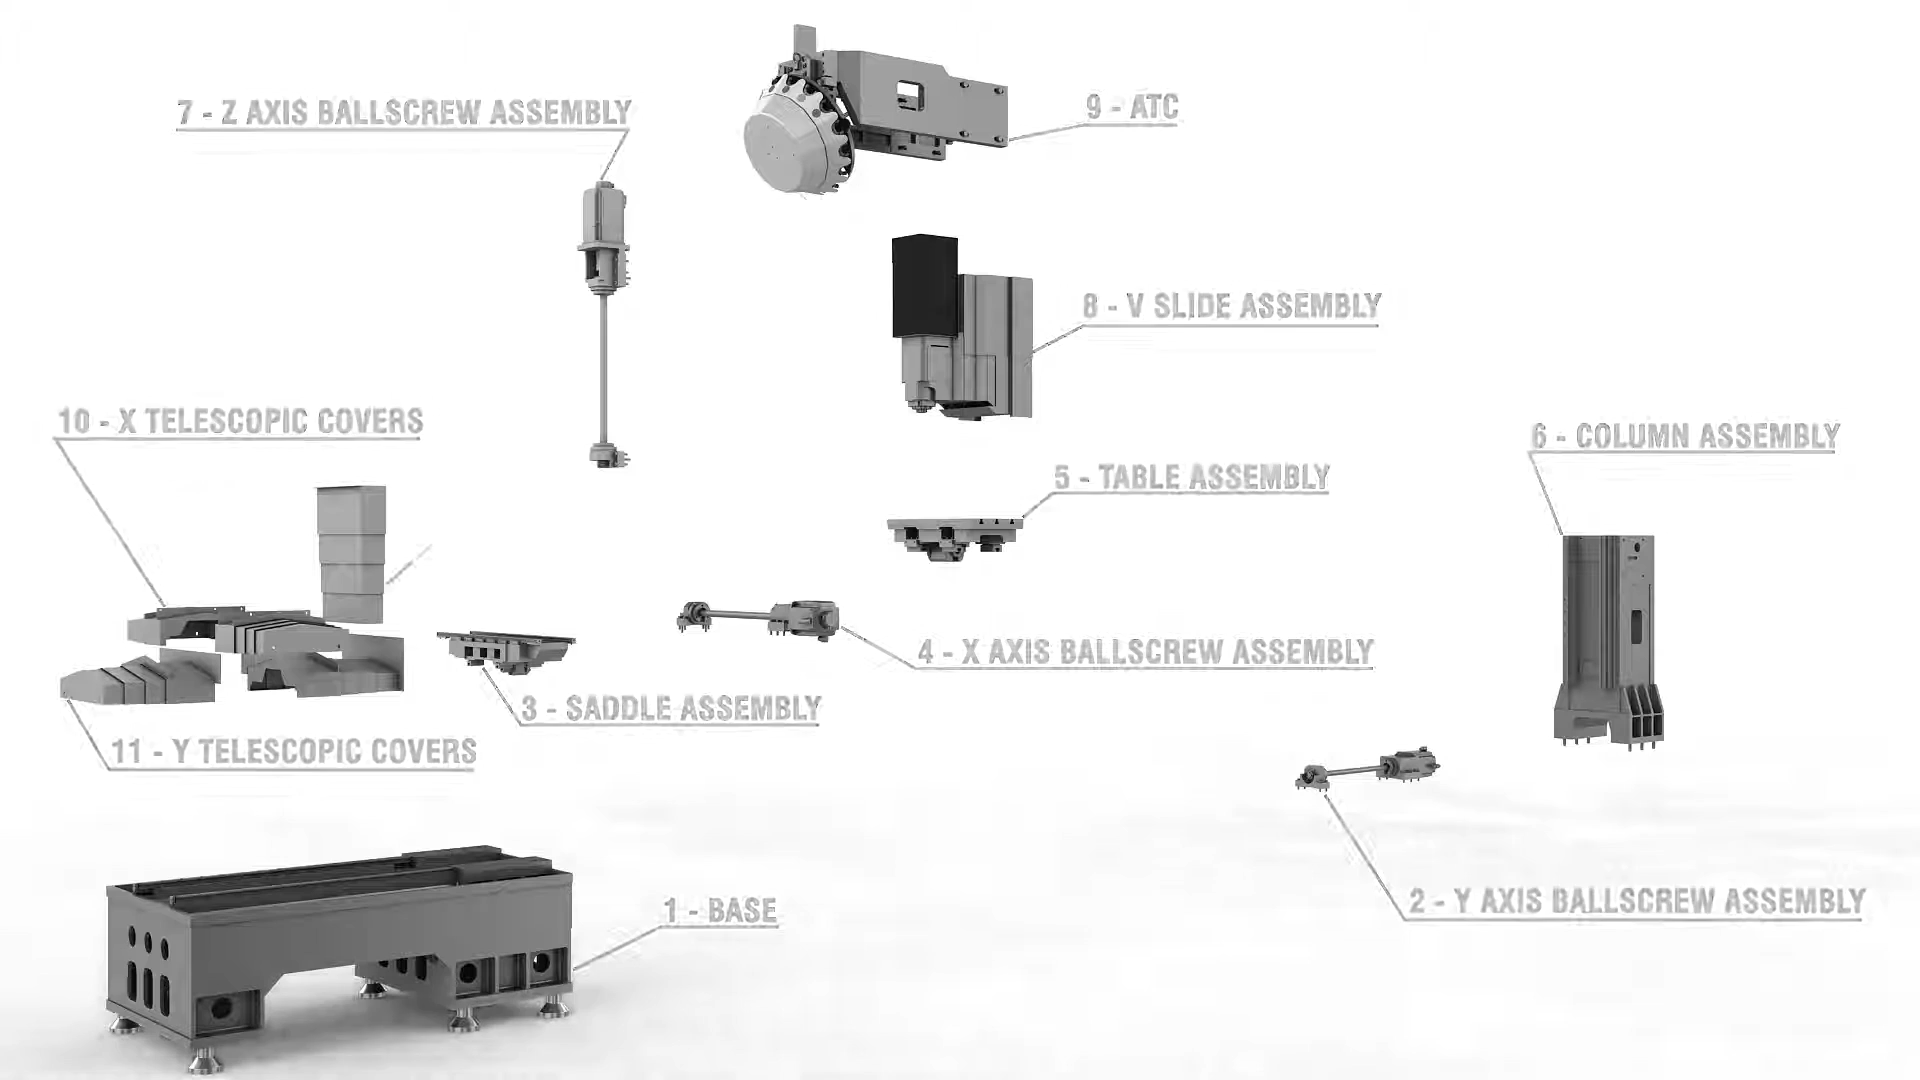 7 - Z AXIS BALLSCREW ASSEMBLY
9 - ATC
8 - V SLIDE ASSEMBLY
10 - X TELESCOPIC COVERS
6 - COLUMN ASSEMBLY
5 - TABLE ASSEMBLY
4 - X AXIS BALLSCREW ASSEMBLY
3 - SADDLE ASSEMBLY
11 - Y TELESCOPIC COVERS
2 - Y AXIS BALLSCREW ASSEMBLY
1 - BASE